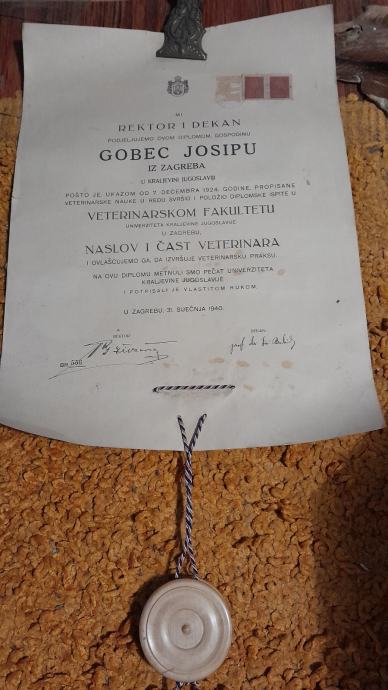 MI
REKTOR I DEKAN
PODJELJUJEMO OVOM DIPLOMOM, GOSPODINU
GOBEC JOSIPU
IZ ZAGREBA
U KRALJEVINI JUGOSLAVIJI
POŠTO JE, UKAZOM OD 7. DECEMBRA 1924. GODINE, PROPISANE
VETERINARSKE NAUKE U REDU SVRŠIO I POLOŽIO DIPLOMSKE ISPITE U
VETERINARSKOM FAKULTETU
UNIVERZITETA KRALJEVINE JUGOSLAVIJE
U ZAGREBU,
NASLOV I ČAST VETERINARA
I OVLAŠĆUJEMO GA, DA IZVRŠUJE VETERINARSKU PRAKSU.
NA OVU DIPLOMU METNULI SMO PEČAT UNIVERZITETA
KRALJEVINE JUGOSLAVIJE
I POTPISALI JE VLASTITOM RUKOM.
U ZAGREBU, 31. SIJEČNJA 1940.
REKTOR:
DEKAN: